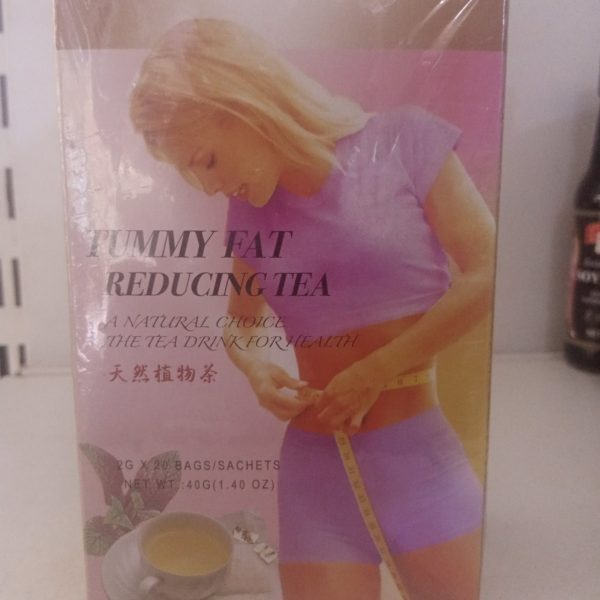 TUMMY FAT
REDUCING TEA
A NATURAL CHOICE
THE TEA DRINK FOR HEALTH
天然植物茶
2G X 20 BAGS/SACHETS
NET WT.:40G(1.40 OZ)